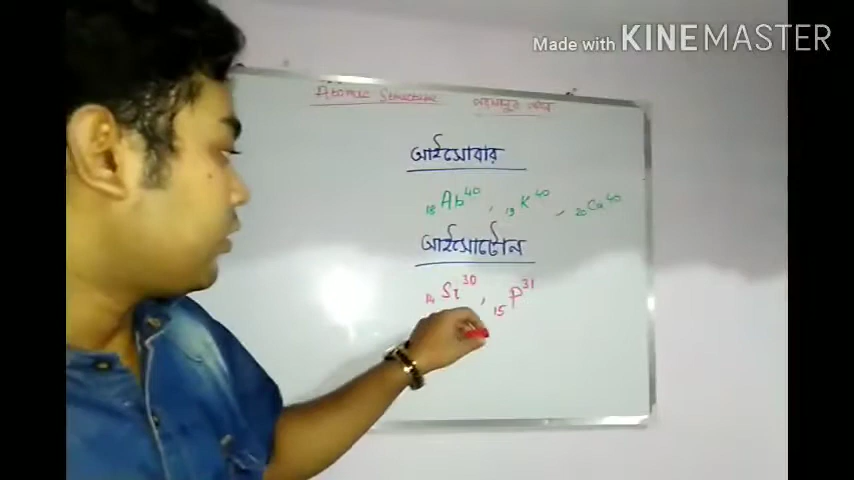 Made with KINEMASTER
Atomic Structure
আইসোবার
18Ab40, 19K40, 20Ca40
আইসোটোন
14Si30, 15P31